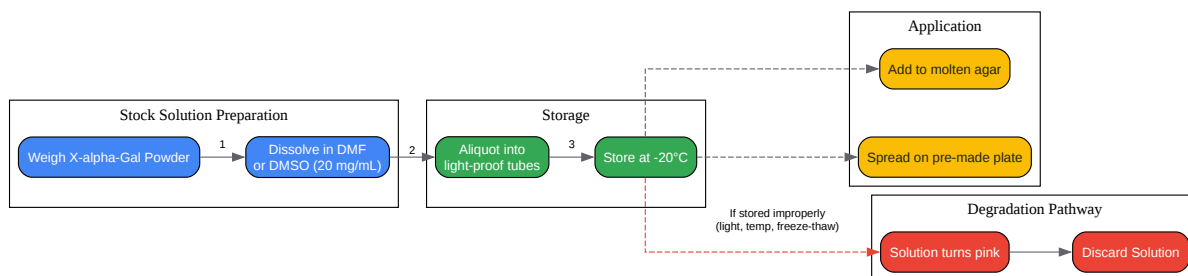 Application
Add to molten agar
Spread on pre-made plate
Stock Solution Preparation
Weigh X-alpha-Gal Powder
1
Dissolve in DMF
or DMSO (20 mg/mL)
2
Storage
Aliquot into
light-proof tubes
3
Store at -20°C
If stored improperly
(light, temp, freeze-thaw)
Degradation Pathway
Solution turns pink
Discard Solution